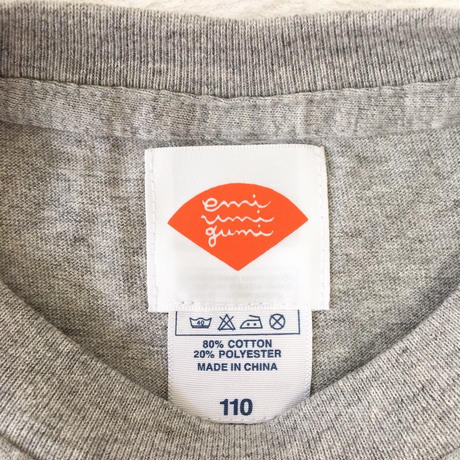 emi
umi
gumi
40
80% COTTON
20% POLYESTER
MADE IN CHINA
110